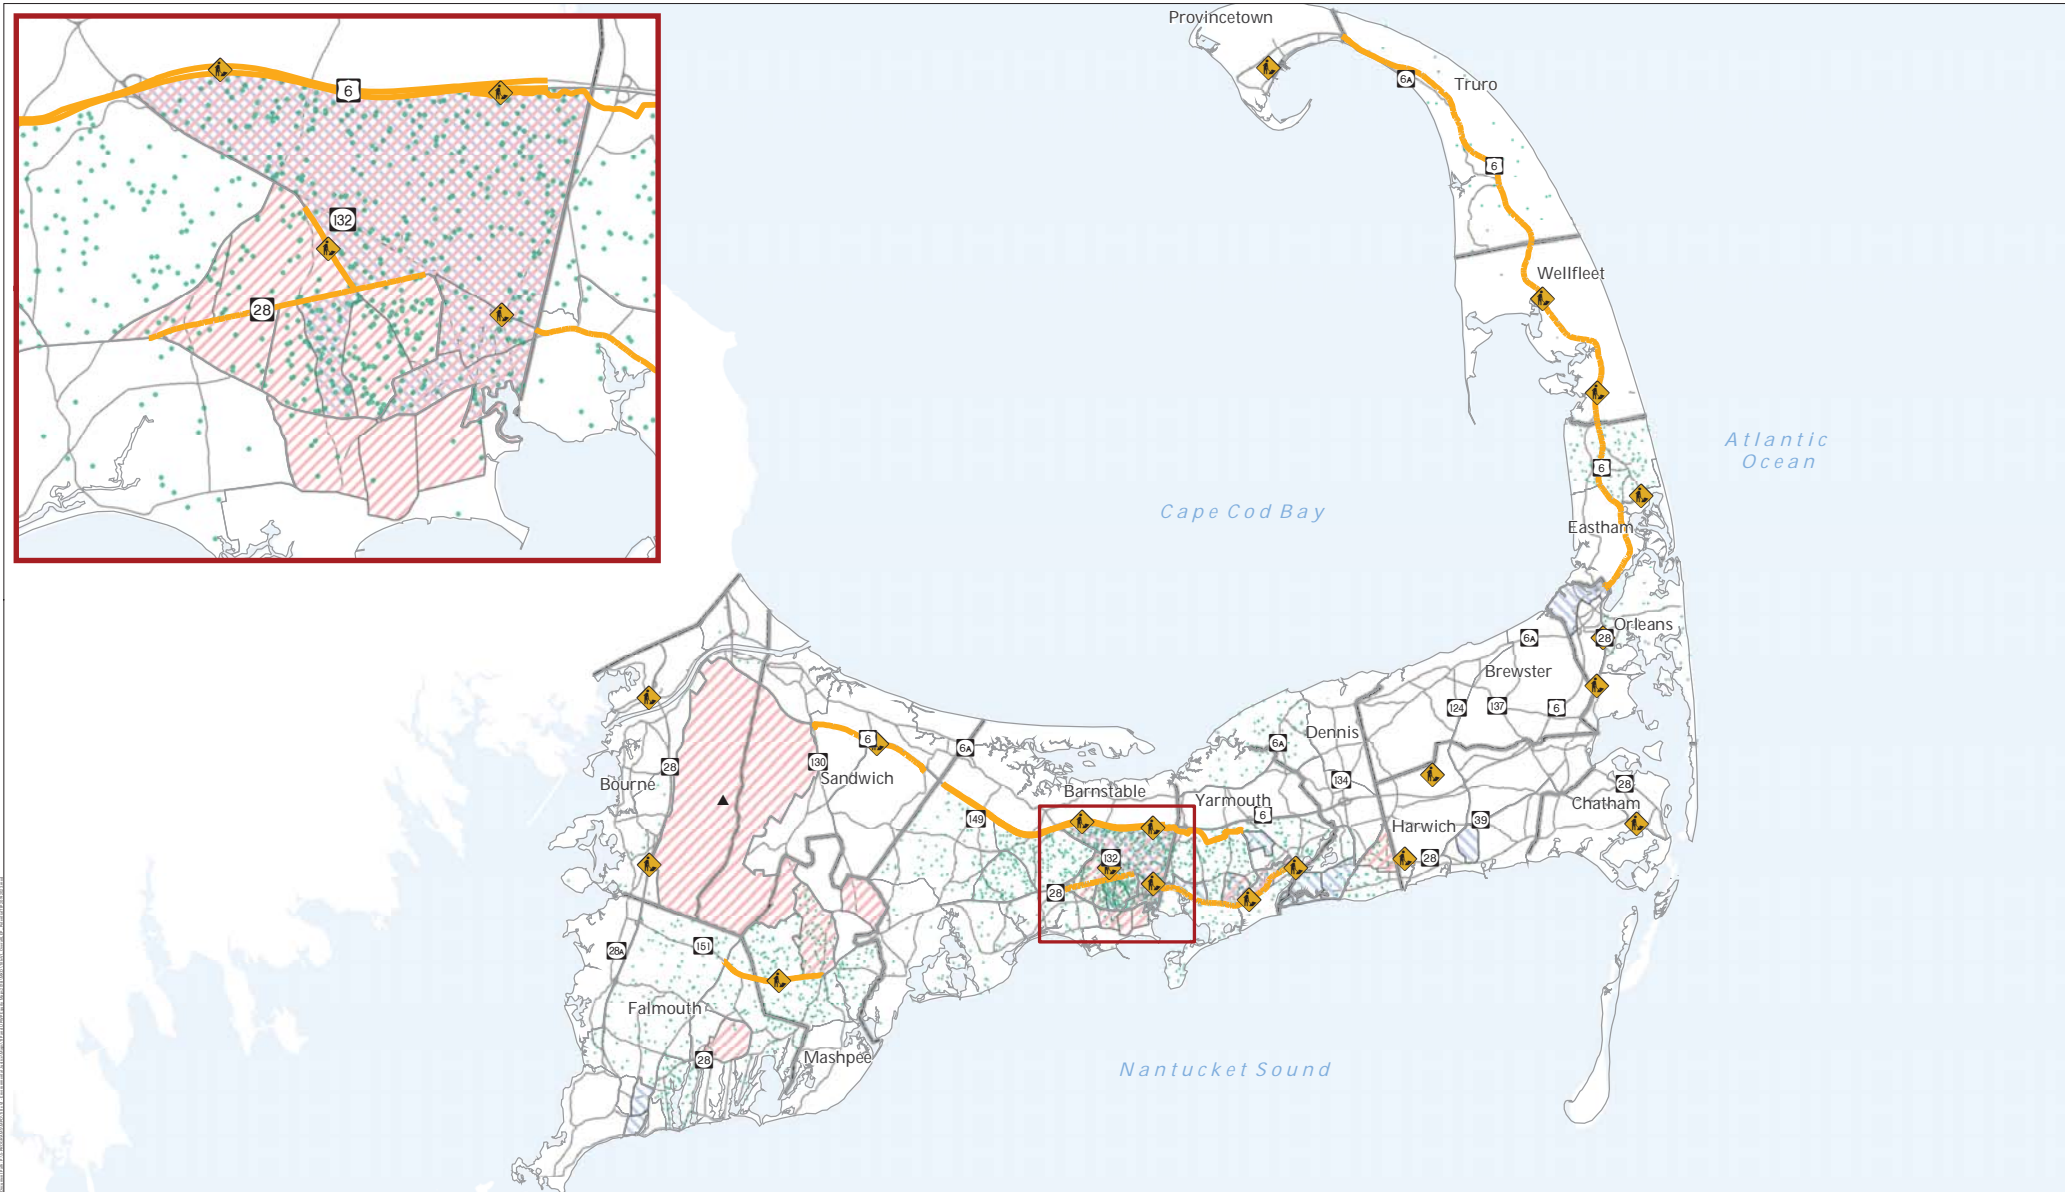 Provincetown
6A
Truro
6
132
28
6
Wellfleet
Atlantic
Ocean
6
Cape Cod Bay
Eastham
Orleans
28
6A
Brewster
124
137
6
Dennis
6A
6
6A
28
130
Sandwich
134
28
Bourne
Barnstable
Yarmouth
Chatham
149
6
39
Harwich
132
28
28
28A
151
Falmouth
Mashpee
28
Nantucket Sound